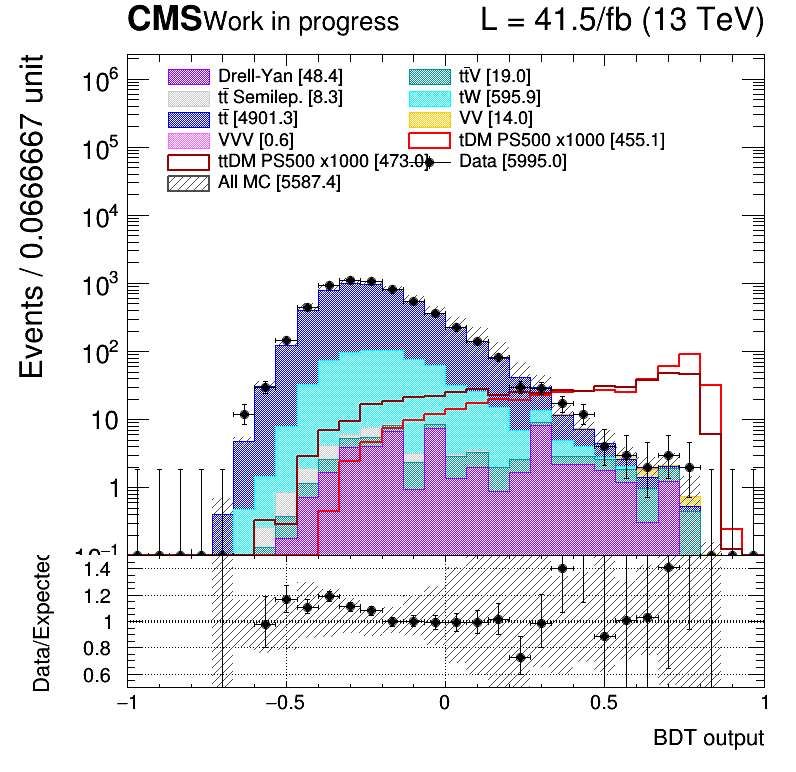 CMS Work in progress L = 41.5/fb (13 TeV)
Events / 0.0666667 unit
10⁶
10⁵
10⁴
10³
10²
10
1
10⁻¹
Drell-Yan [48.4]
tt̄V [19.0]
tt̄ Semilep. [8.3]
tW [595.9]
tt̄ [4901.3]
VV [14.0]
VVV [0.6]
tDM PS500 x1000 [455.1]
ttDM PS500 x1000 [473.0]
Data [5995.0]
All MC [5587.4]
Data/Expected
1.4
1.2
1
0.8
0.6
−1 −0.5 0 0.5 1
BDT output